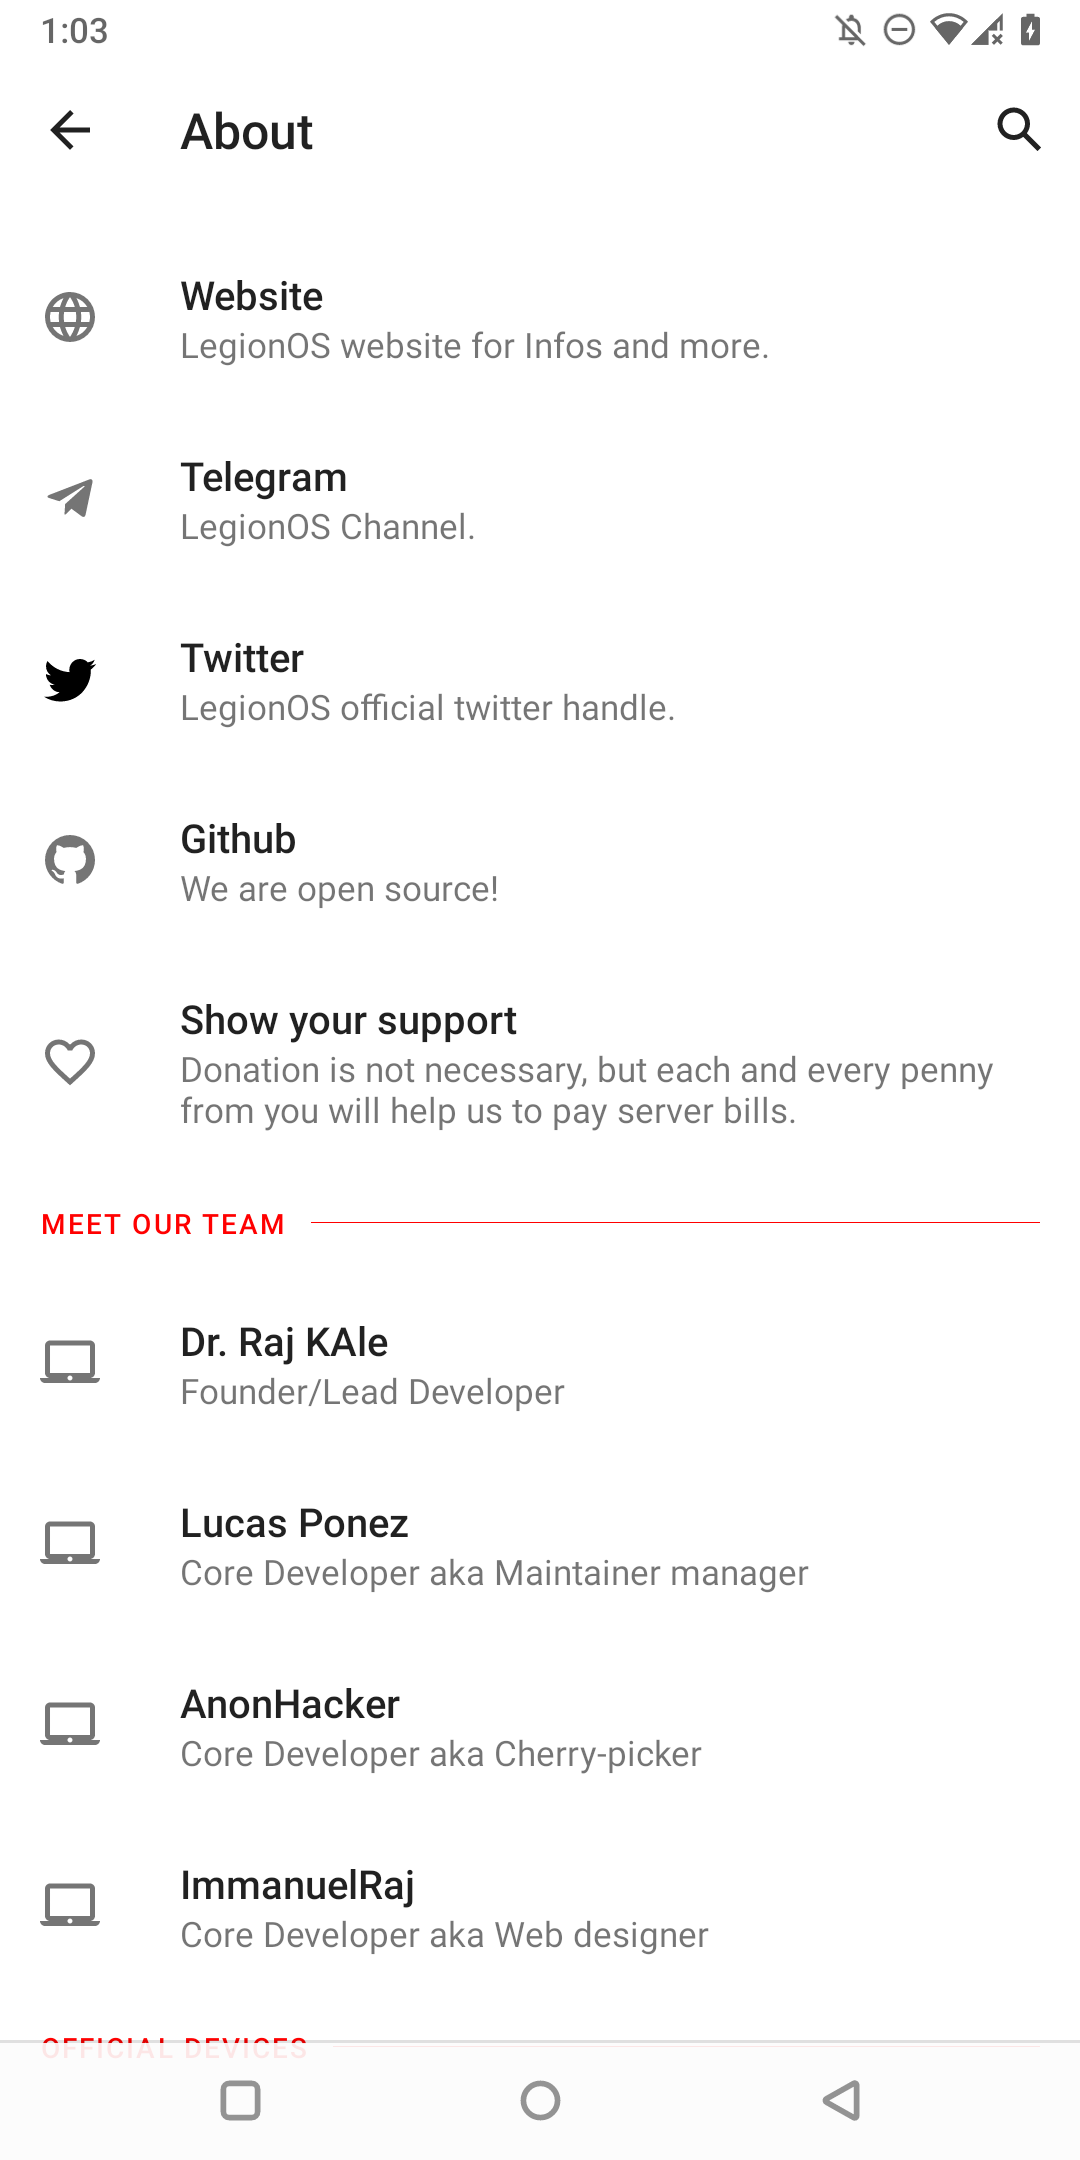 1:03
About
Website
LegionOS website for Infos and more.
Telegram
LegionOS Channel.
Twitter
LegionOS official twitter handle.
Github
We are open source!
Show your support
Donation is not necessary, but each and every penny
from you will help us to pay server bills.
MEET OUR TEAM
Dr. Raj KAle
Founder/Lead Developer
Lucas Ponez
Core Developer aka Maintainer manager
AnonHacker
Core Developer aka Cherry-picker
ImmanuelRaj
Core Developer aka Web designer
OFFICIAL DEVICES